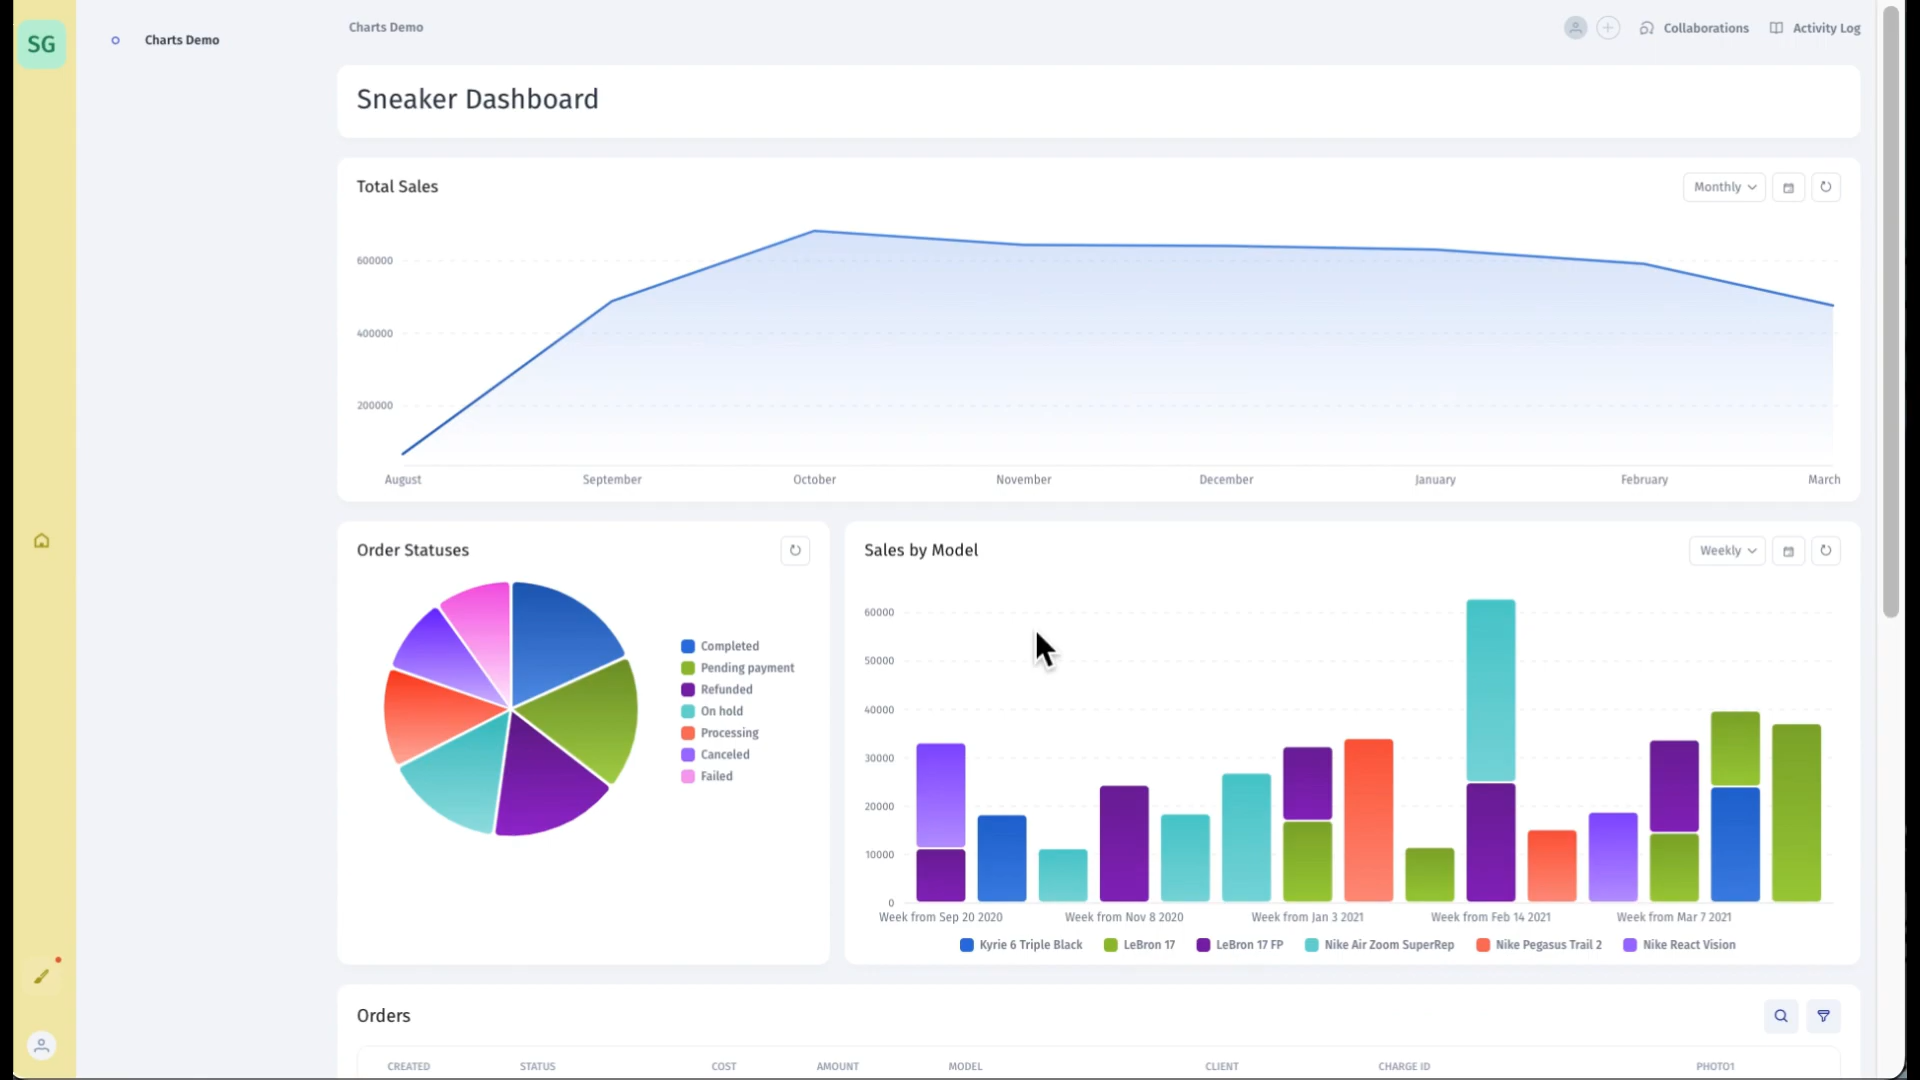 SG
Charts Demo
Charts Demo
Collaborations
Activity Log
Sneaker Dashboard
Total Sales
Monthly
600000
400000
200000
August
September
October
November
December
January
February
March
Order Statuses
Completed
Pending payment
Refunded
On hold
Processing
Canceled
Failed
Sales by Model
Weekly
60000
50000
40000
30000
20000
10000
0
Week from Sep 20 2020
Week from Nov 8 2020
Week from Jan 3 2021
Week from Feb 14 2021
Week from Mar 7 2021
Kyrie 6 Triple Black
LeBron 17
LeBron 17 FP
Nike Air Zoom SuperRep
Nike Pegasus Trail 2
Nike React Vision
Orders
CREATED
STATUS
COST
AMOUNT
MODEL
CLIENT
CHARGE ID
PHOTO1